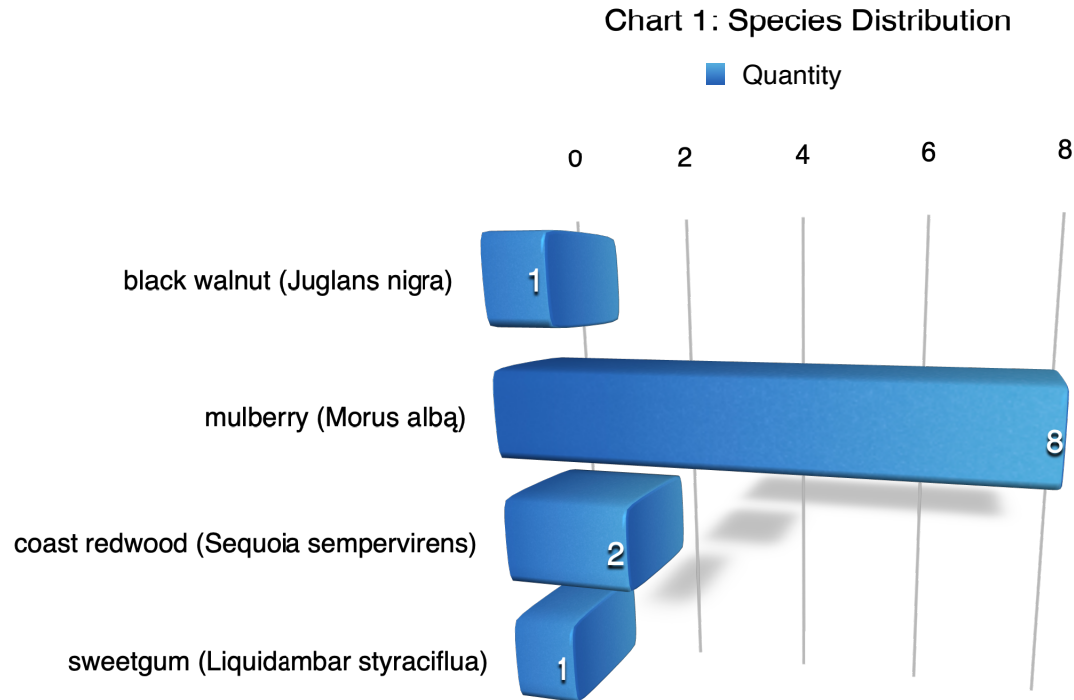 Chart 1: Species Distribution
Quantity
0 2 4 6 8
black walnut (Juglans nigra) 1
mulberry (Morus albą) 8
coast redwood (Sequoia sempervirens) 2
sweetgum (Liquidambar styraciflua) 1